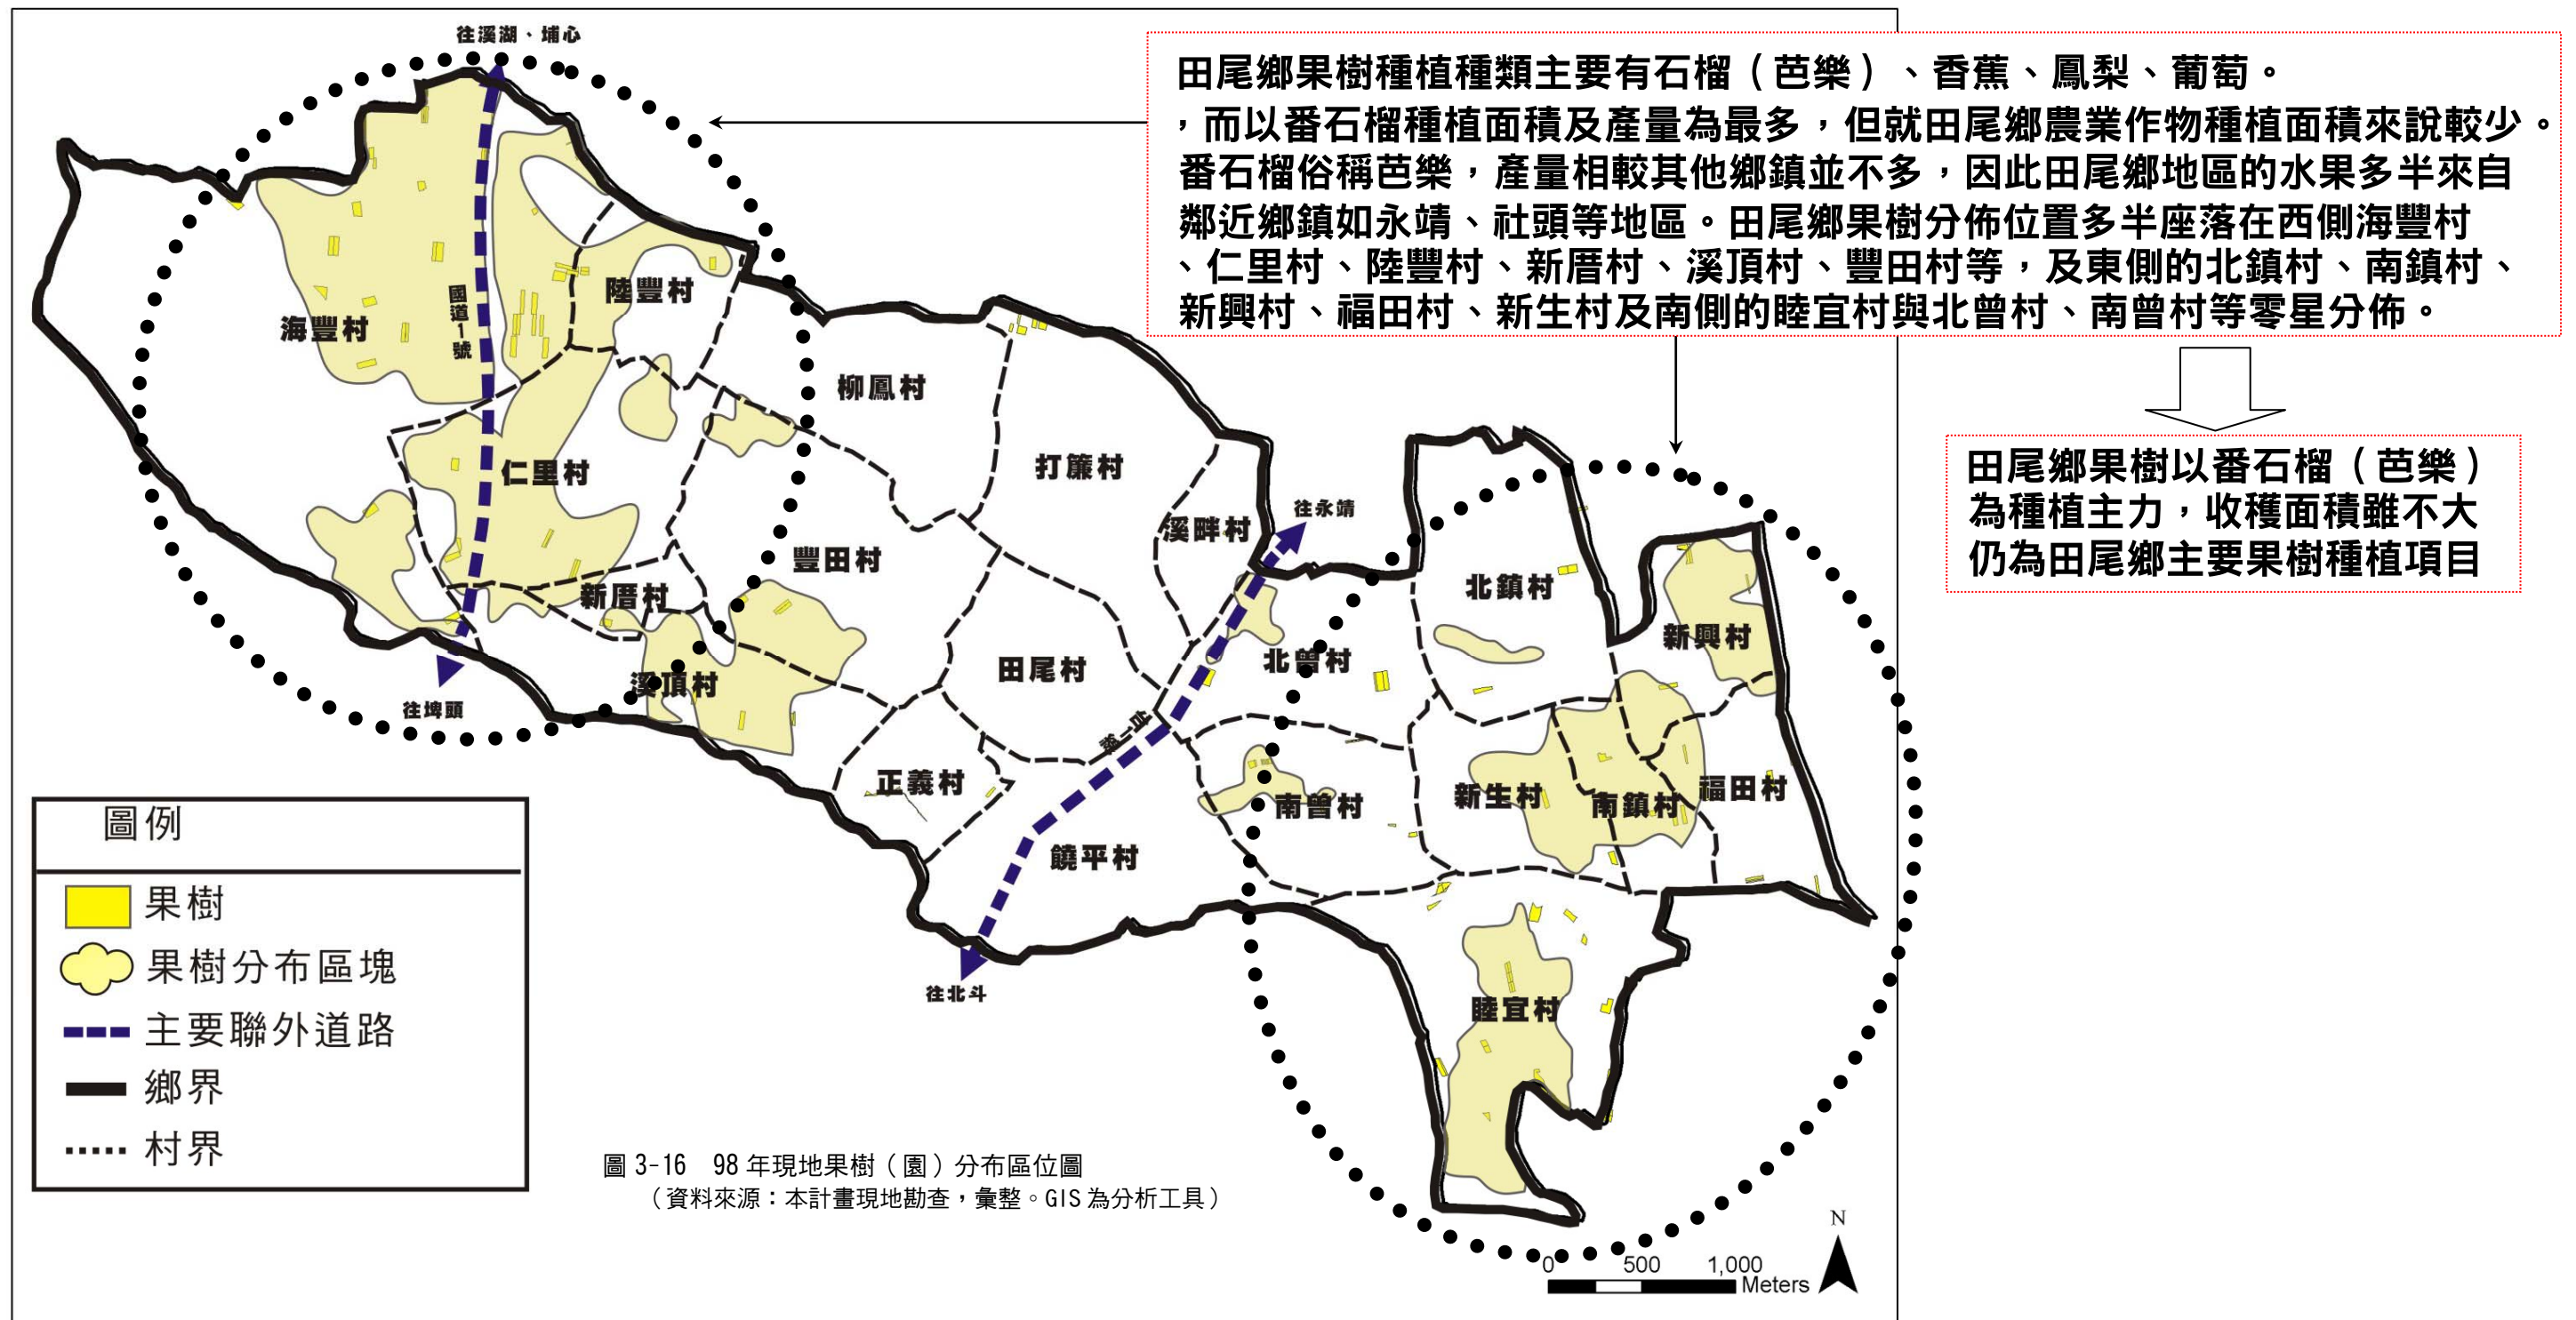 往溪湖、埔心
田尾鄉果樹種植種類主要有石榴（芭樂）、香蕉、鳳梨、葡萄。
，而以番石榴種植面積及產量為最多，但就田尾鄉農業作物種植面積來說較少。
番石榴俗稱芭樂，產量相較其他鄉鎮並不多，因此田尾鄉地區的水果多半來自
鄰近鄉鎮如永靖、社頭等地區。田尾鄉果樹分佈位置多半座落在西側海豐村
、仁里村、陸豐村、新厝村、溪頂村、豐田村等，及東側的北鎮村、南鎮村、
新興村、福田村、新生村及南側的睦宜村與北曾村、南曾村等零星分佈。
田尾鄉果樹以番石榴（芭樂）
為種植主力，收穫面積雖不大
仍為田尾鄉主要果樹種植項目
陸豐村
國道1號
海豐村
柳鳳村
打簾村
仁里村
往永靖
溪畔村
豐田村
北鎮村
新厝村
新興村
北曾村
田尾村
溪頂村
往埤頭
省1號
正義村
福田村
新生村
南鎮村
南曾村
饒平村
往北斗
睦宜村
圖例
果樹
果樹分布區塊
主要聯外道路
鄉界
村界
圖 3-16 98 年現地果樹（園）分布區位圖
（資料來源：本計畫現地勘查，彙整。GIS 為分析工具）
N
0 500 1,000
Meters